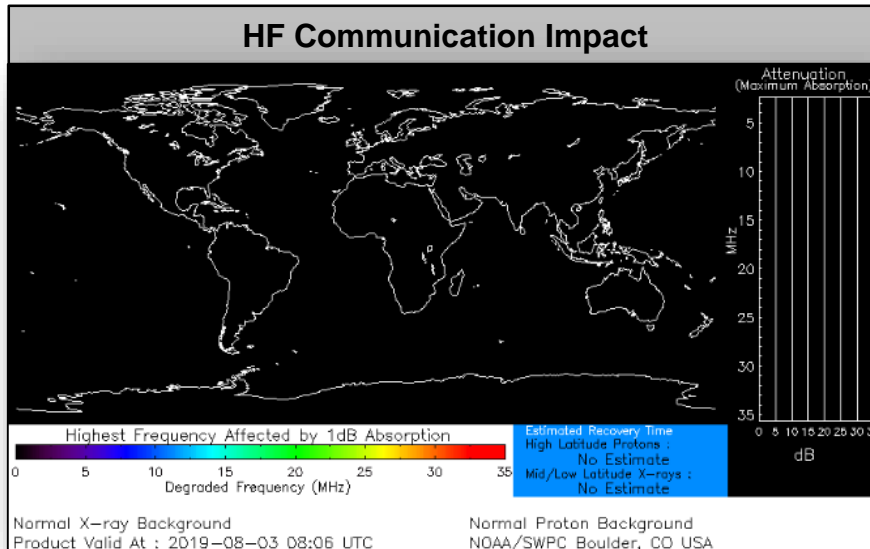 HF Communication Impact
Attenuation
(Maximum Absorption)
5
10
15
20
25
30
35
MHz
0 5 10 15 20 25 30 3
dB
Highest Frequency Affected by 1dB Absorption
0 5 10 15 20 25 30 35
Degraded Frequency (MHz)
Estimated Recovery Time
High Latitude Protons :
No Estimate
Mid/Low Latitude X-rays :
No Estimate
Normal X-ray Background
Product Valid At : 2019-08-03 08:06 UTC
Normal Proton Background
NOAA/SWPC Boulder, CO USA